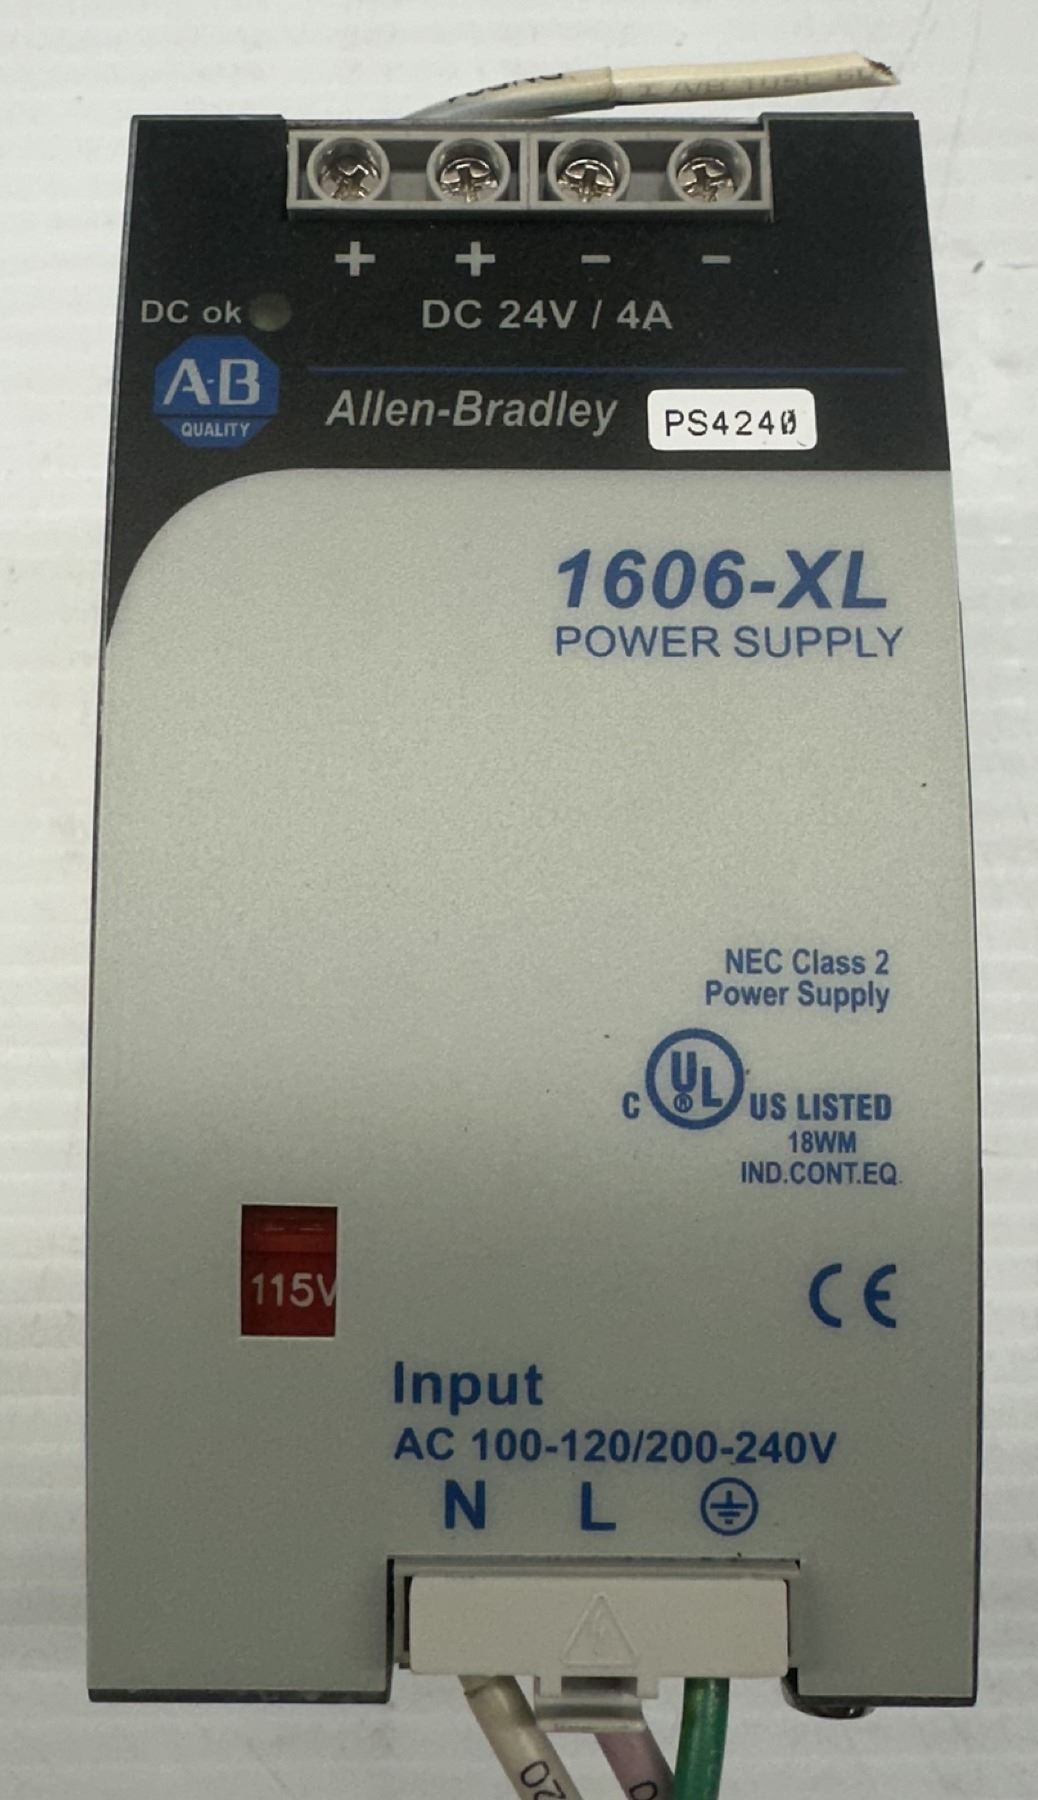 + + − −
DC ok
DC 24V / 4A
A-B
QUALITY
Allen-Bradley
PS4240
1606-XL
POWER SUPPLY
NEC Class 2
Power Supply
C UL ® US LISTED
18WM
IND.CONT.EQ.
115V
CE
Input
AC 100-120/200-240V
N L
20